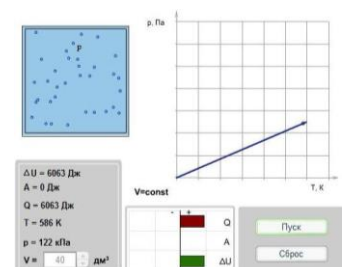 p, Па
p
T, К
V=const
ΔU = 6063 Дж
A = 0 Дж
Q = 6063 Дж
T = 586 К
p = 122 кПа
V = 40 дм³
- +
Q
A
ΔU
Пуск
Сброс